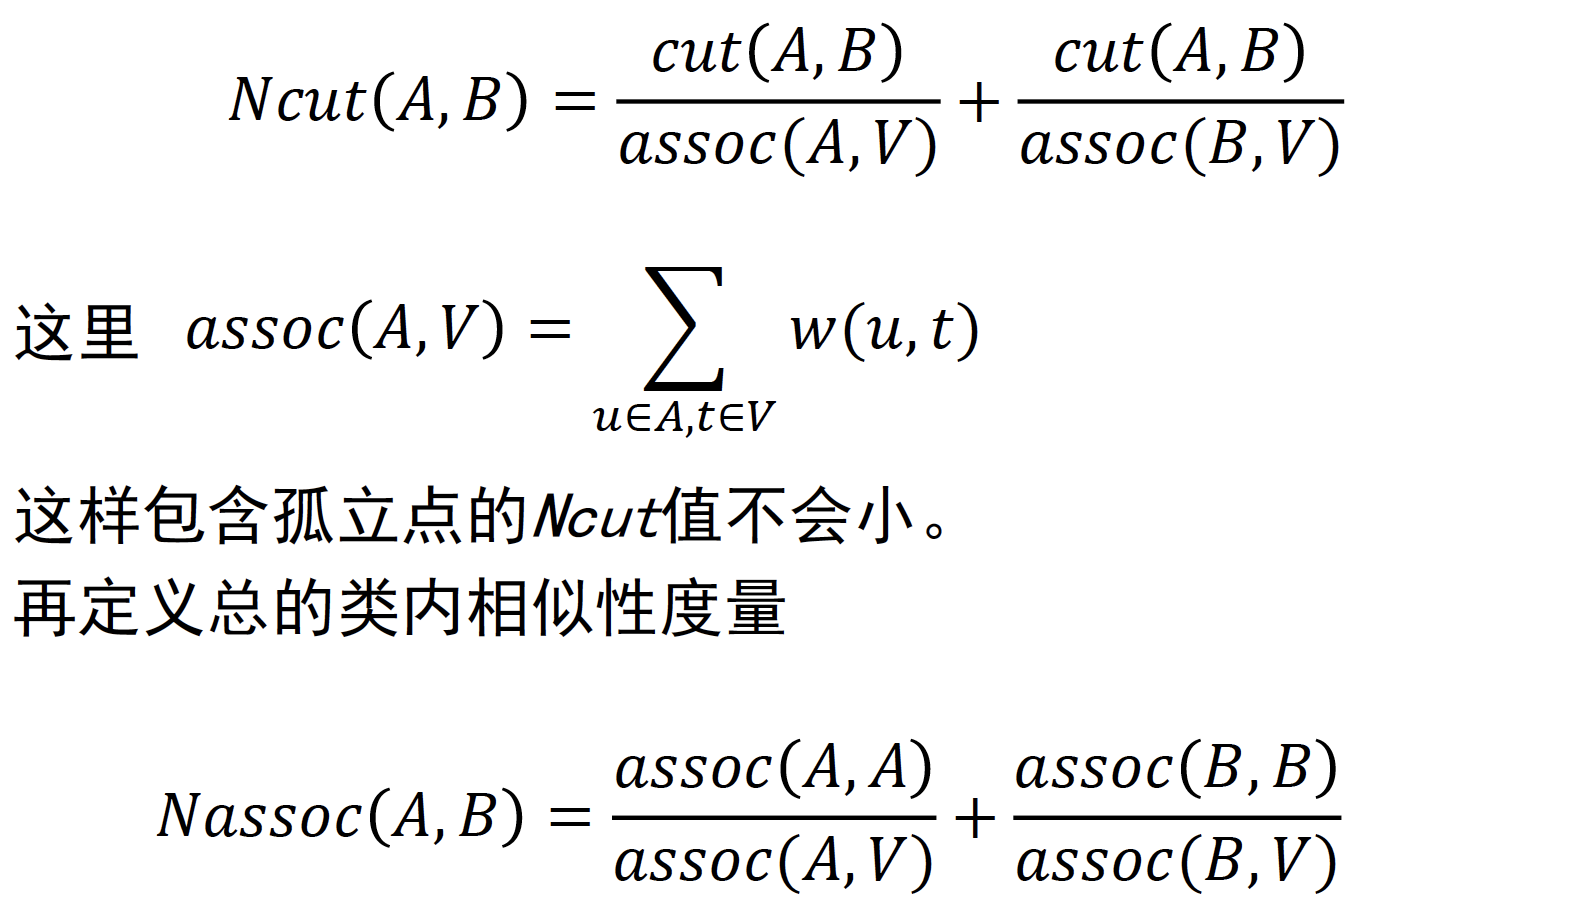 Ncut(A,B) = cut(A,B)/assoc(A,V) + cut(A,B)/assoc(B,V)
这里 assoc(A,V) = ∑_{u∈A,t∈V} w(u,t)
这样包含孤立点的Ncut值不会小。
再定义总的类内相似性度量
Nassoc(A,B) = assoc(A,A)/assoc(A,V) + assoc(B,B)/assoc(B,V)